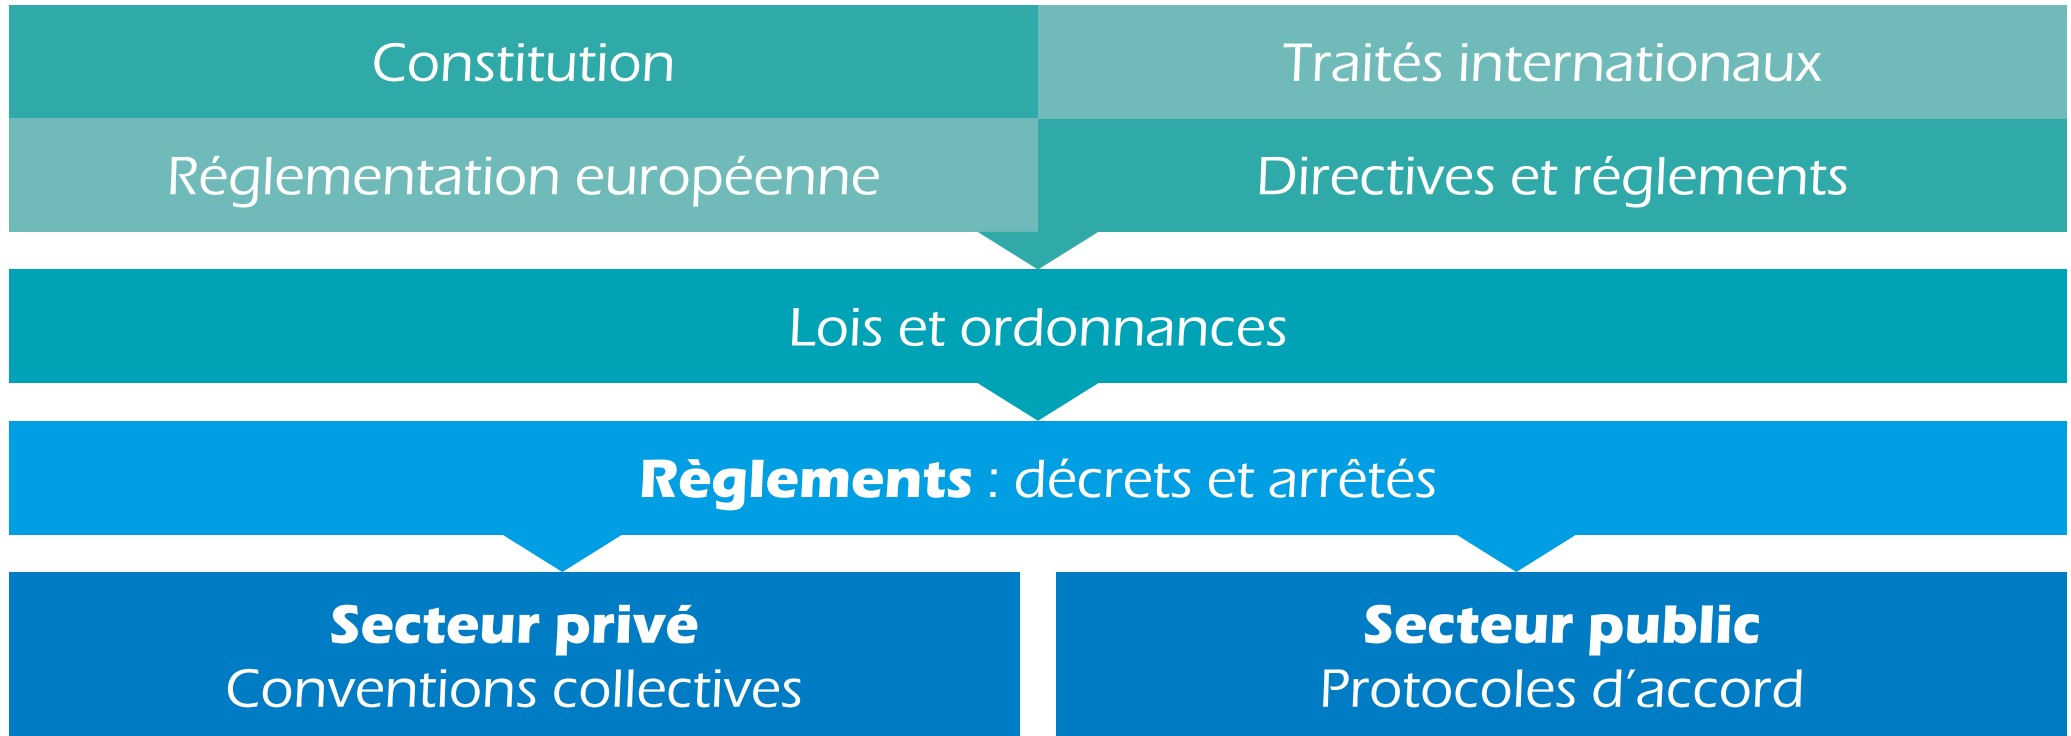 Constitution
Traités internationaux
Réglementation européenne
Directives et réglements
Lois et ordonnances
Règlements : décrets et arrêtés
Secteur privé
Conventions collectives
Secteur public
Protocoles d’accord